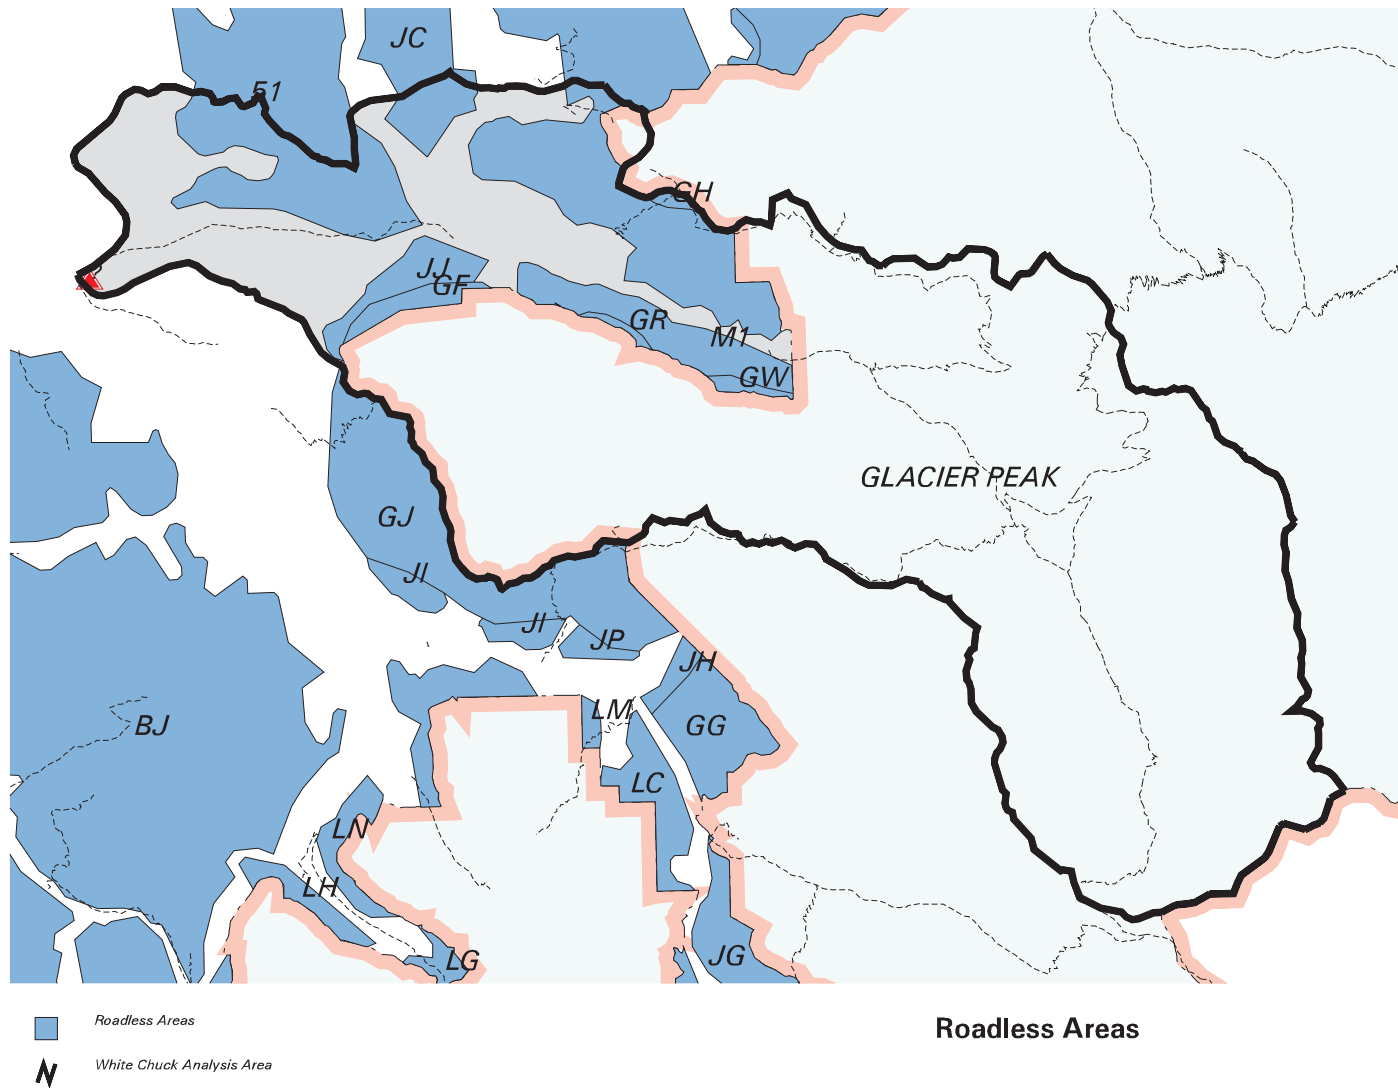 JC
51
GH
JJ
GF
GR
M1
GW
GLACIER PEAK
GJ
JI
JI
JP
JH
LM
GG
BJ
LC
LN
LH
LG
JG
Roadless Areas
Roadless Areas
White Chuck Analysis Area